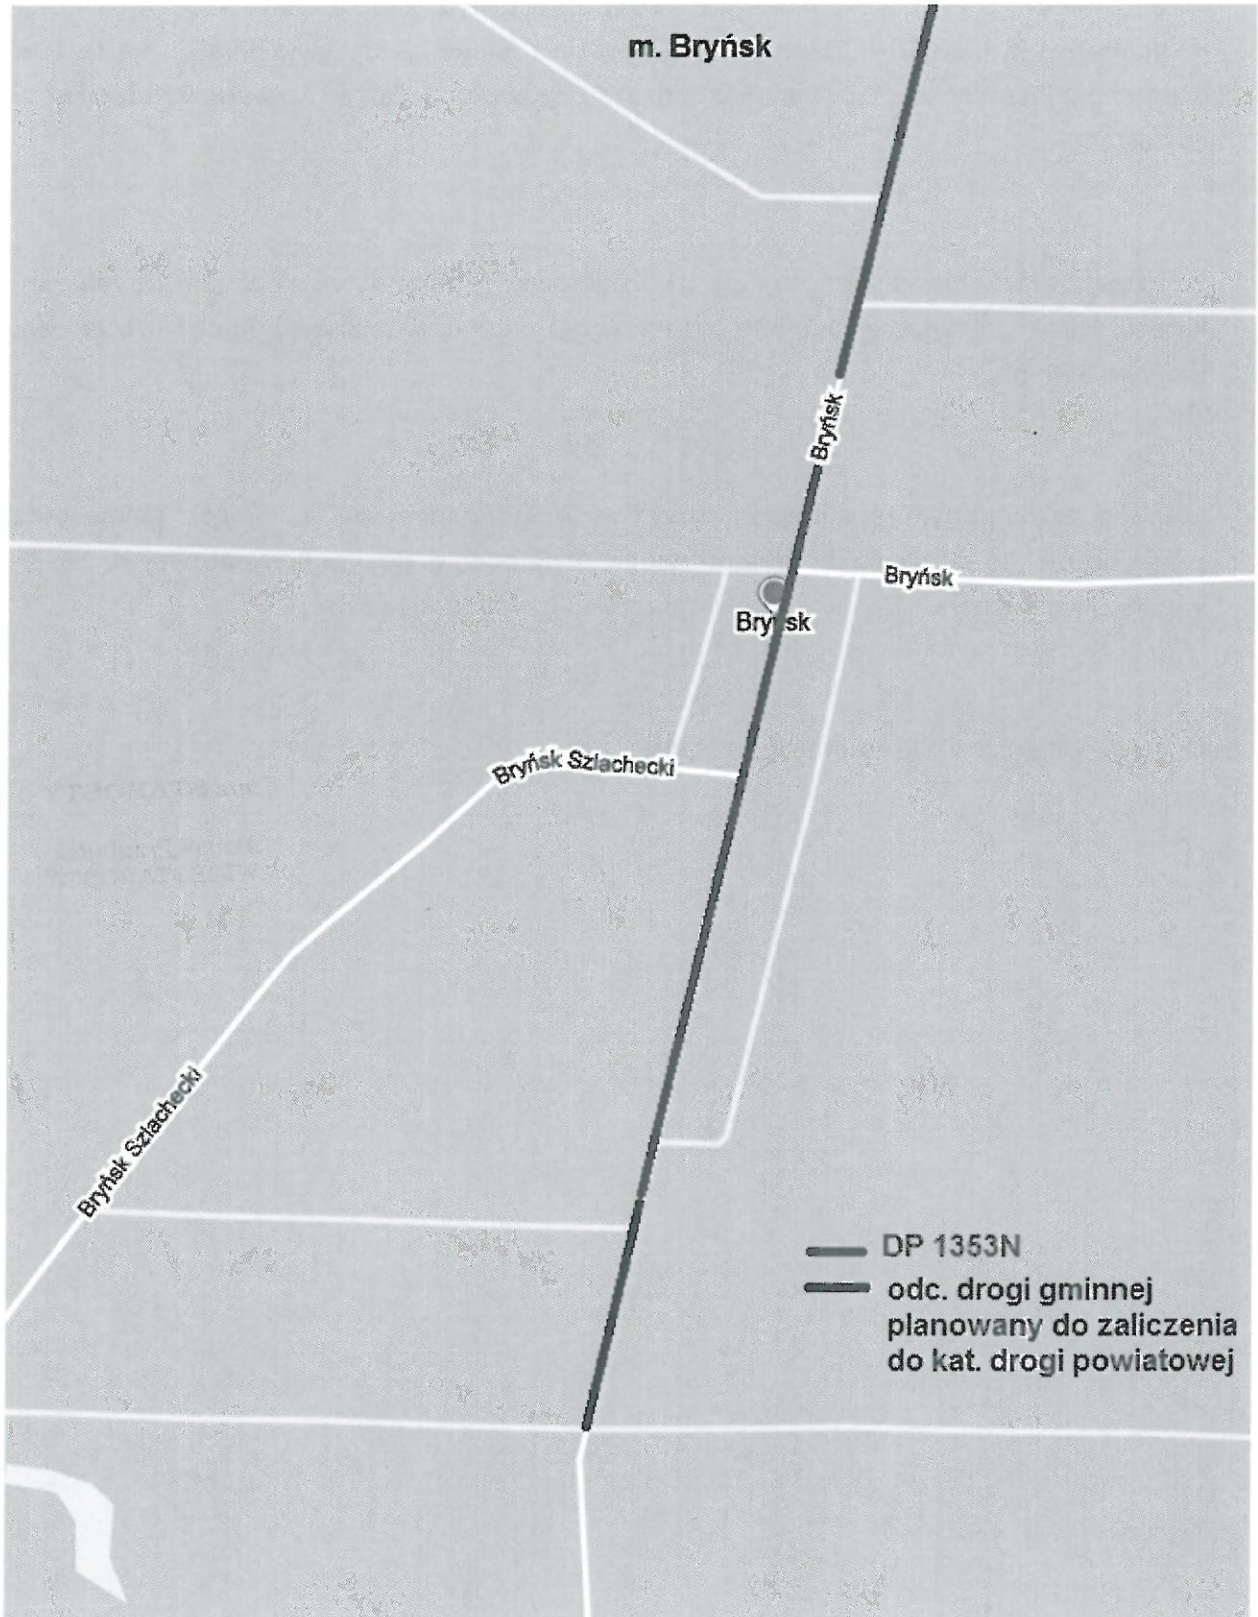 m. Bryńsk
Bryńsk
Bryńsk
Bryńsk
Bryńsk Szlachecki
Bryńsk Szlachecki
DP 1353N
odc. drogi gminnej
planowany do zaliczenia
do kat. drogi powiatowej